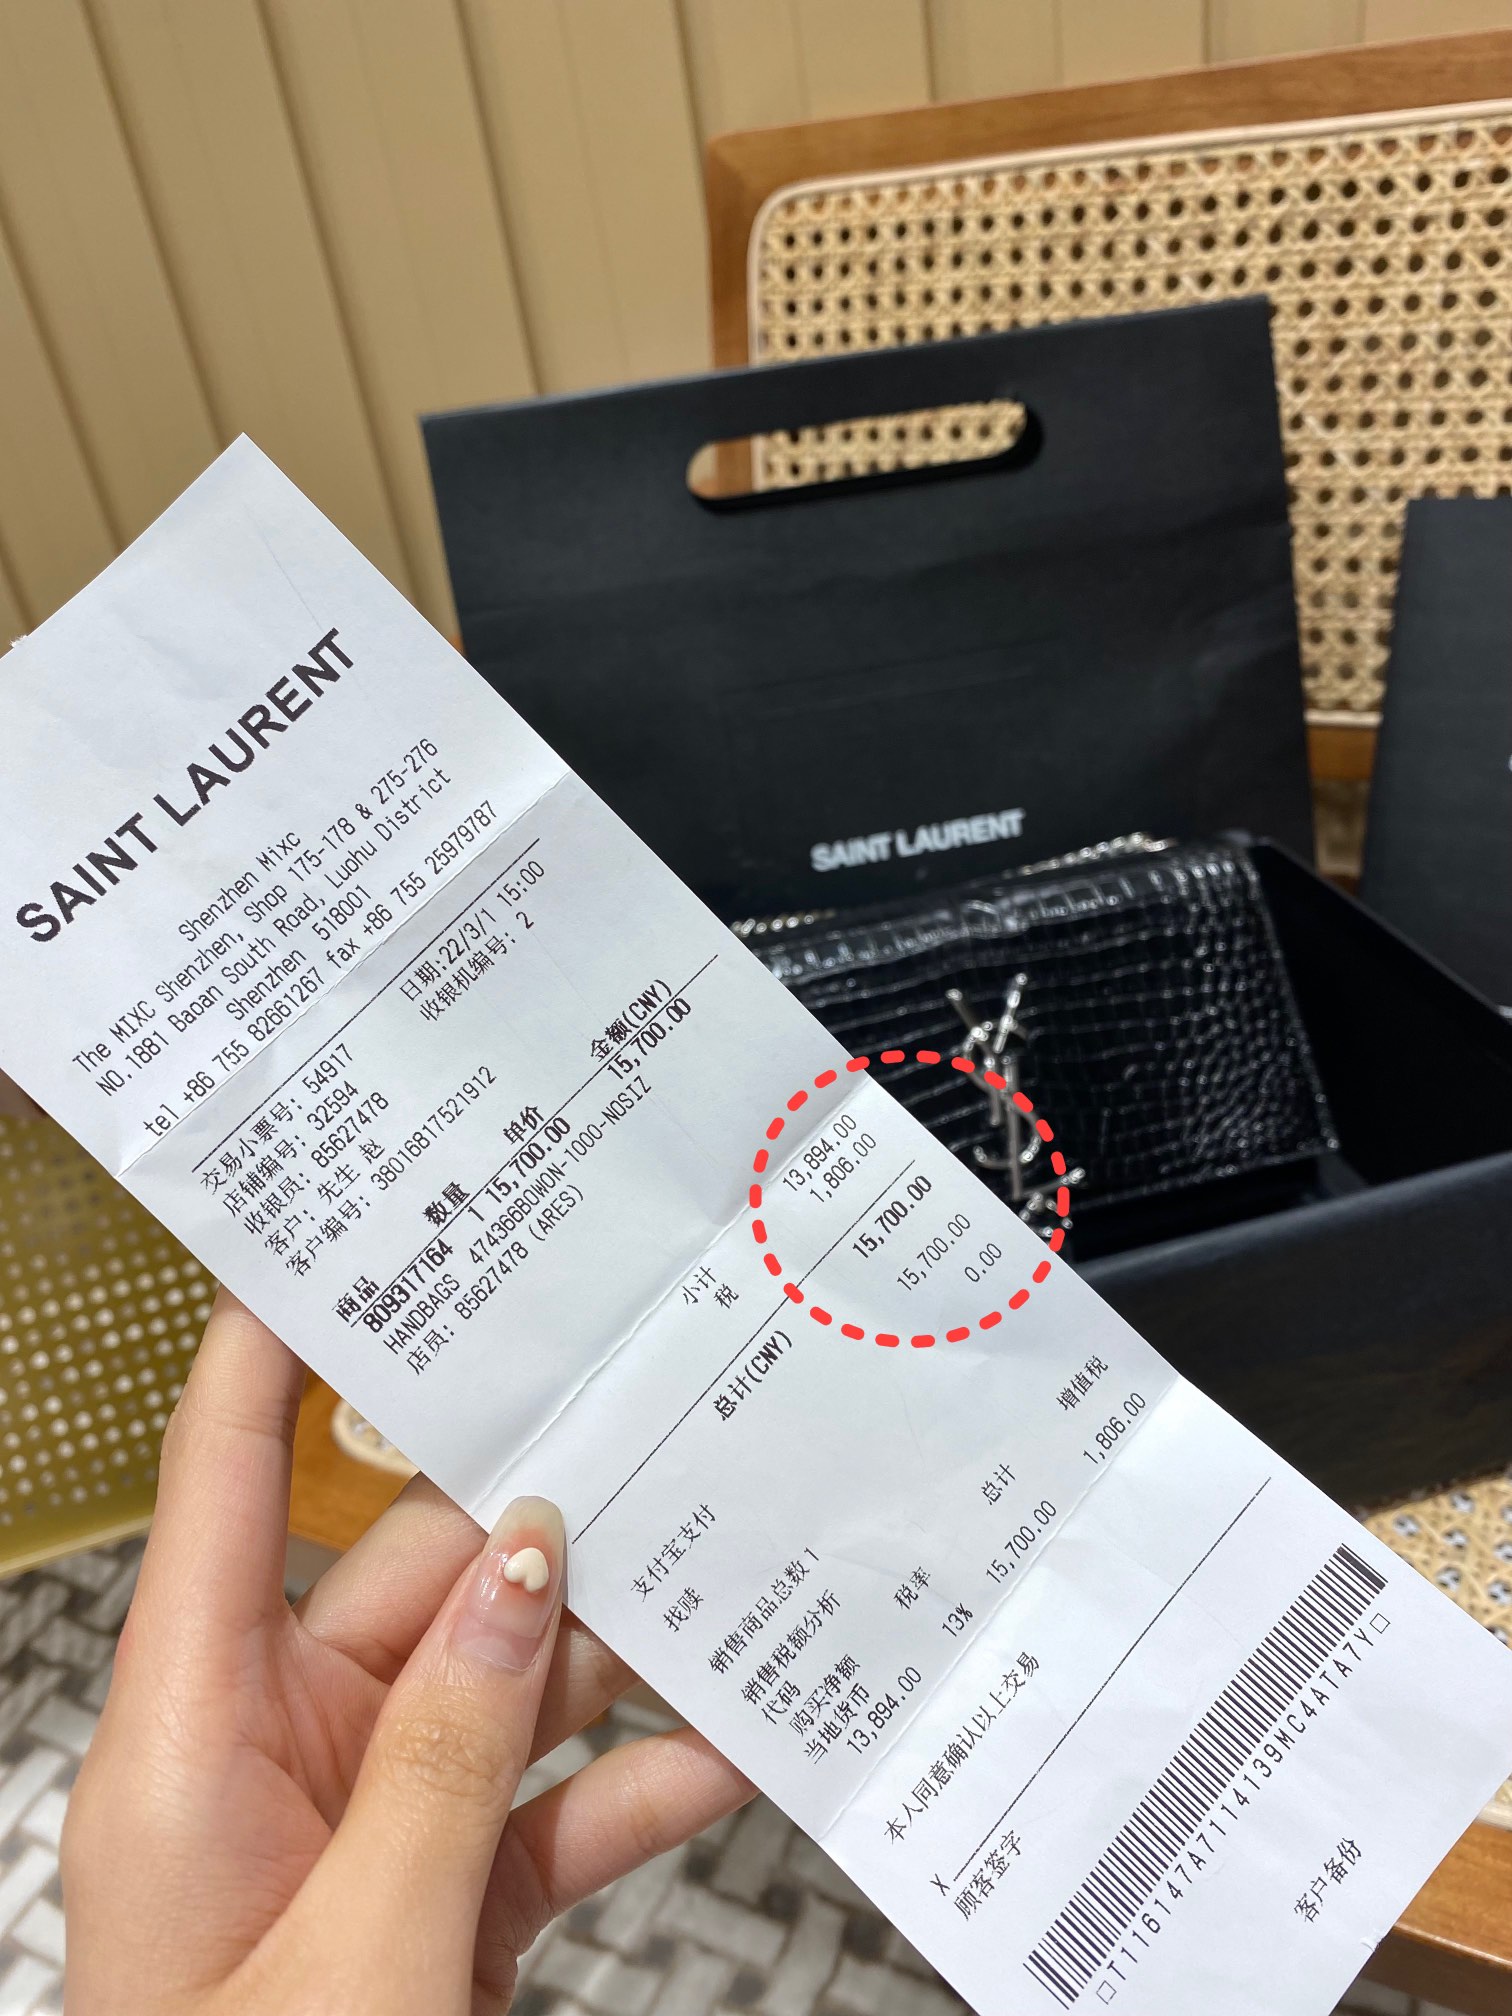 SAINT LAURENT
Shenzhen Mixc
The MIXC Shenzhen, Shop 175-178 & 275-276
NO.1881 Baoan South Road, Luohu District
Shenzhen 518001
tel +86 755 82661267 fax +86 755 25979787
日期:22/3/1 15:00
收银机编号: 2
交易小票号: 54917
店铺编号: 32594
收银员: 85627478
客户: 先生 赵
客户编号: 38016817521912
商品 数量 单价 金额(CNY)
809317164 1 15,700.00 15,700.00
HANDBAGS 474366B0WON-1000-NOSIZ
店员: 85627478 (ARES)
小计 13,894.00
税 1,806.00
总计(CNY) 15,700.00
支付宝支付 15,700.00
找赎 0.00
销售商品总数 1
销售税额分析
代码 税率 总计 增值税
购买净额
当地货币 13% 15,700.00 1,806.00
13,894.00
本人同意确认以上交易
X
顾客签字
T116147A7114139MC4ATA7Y
客户备份
SAINT LAURENT